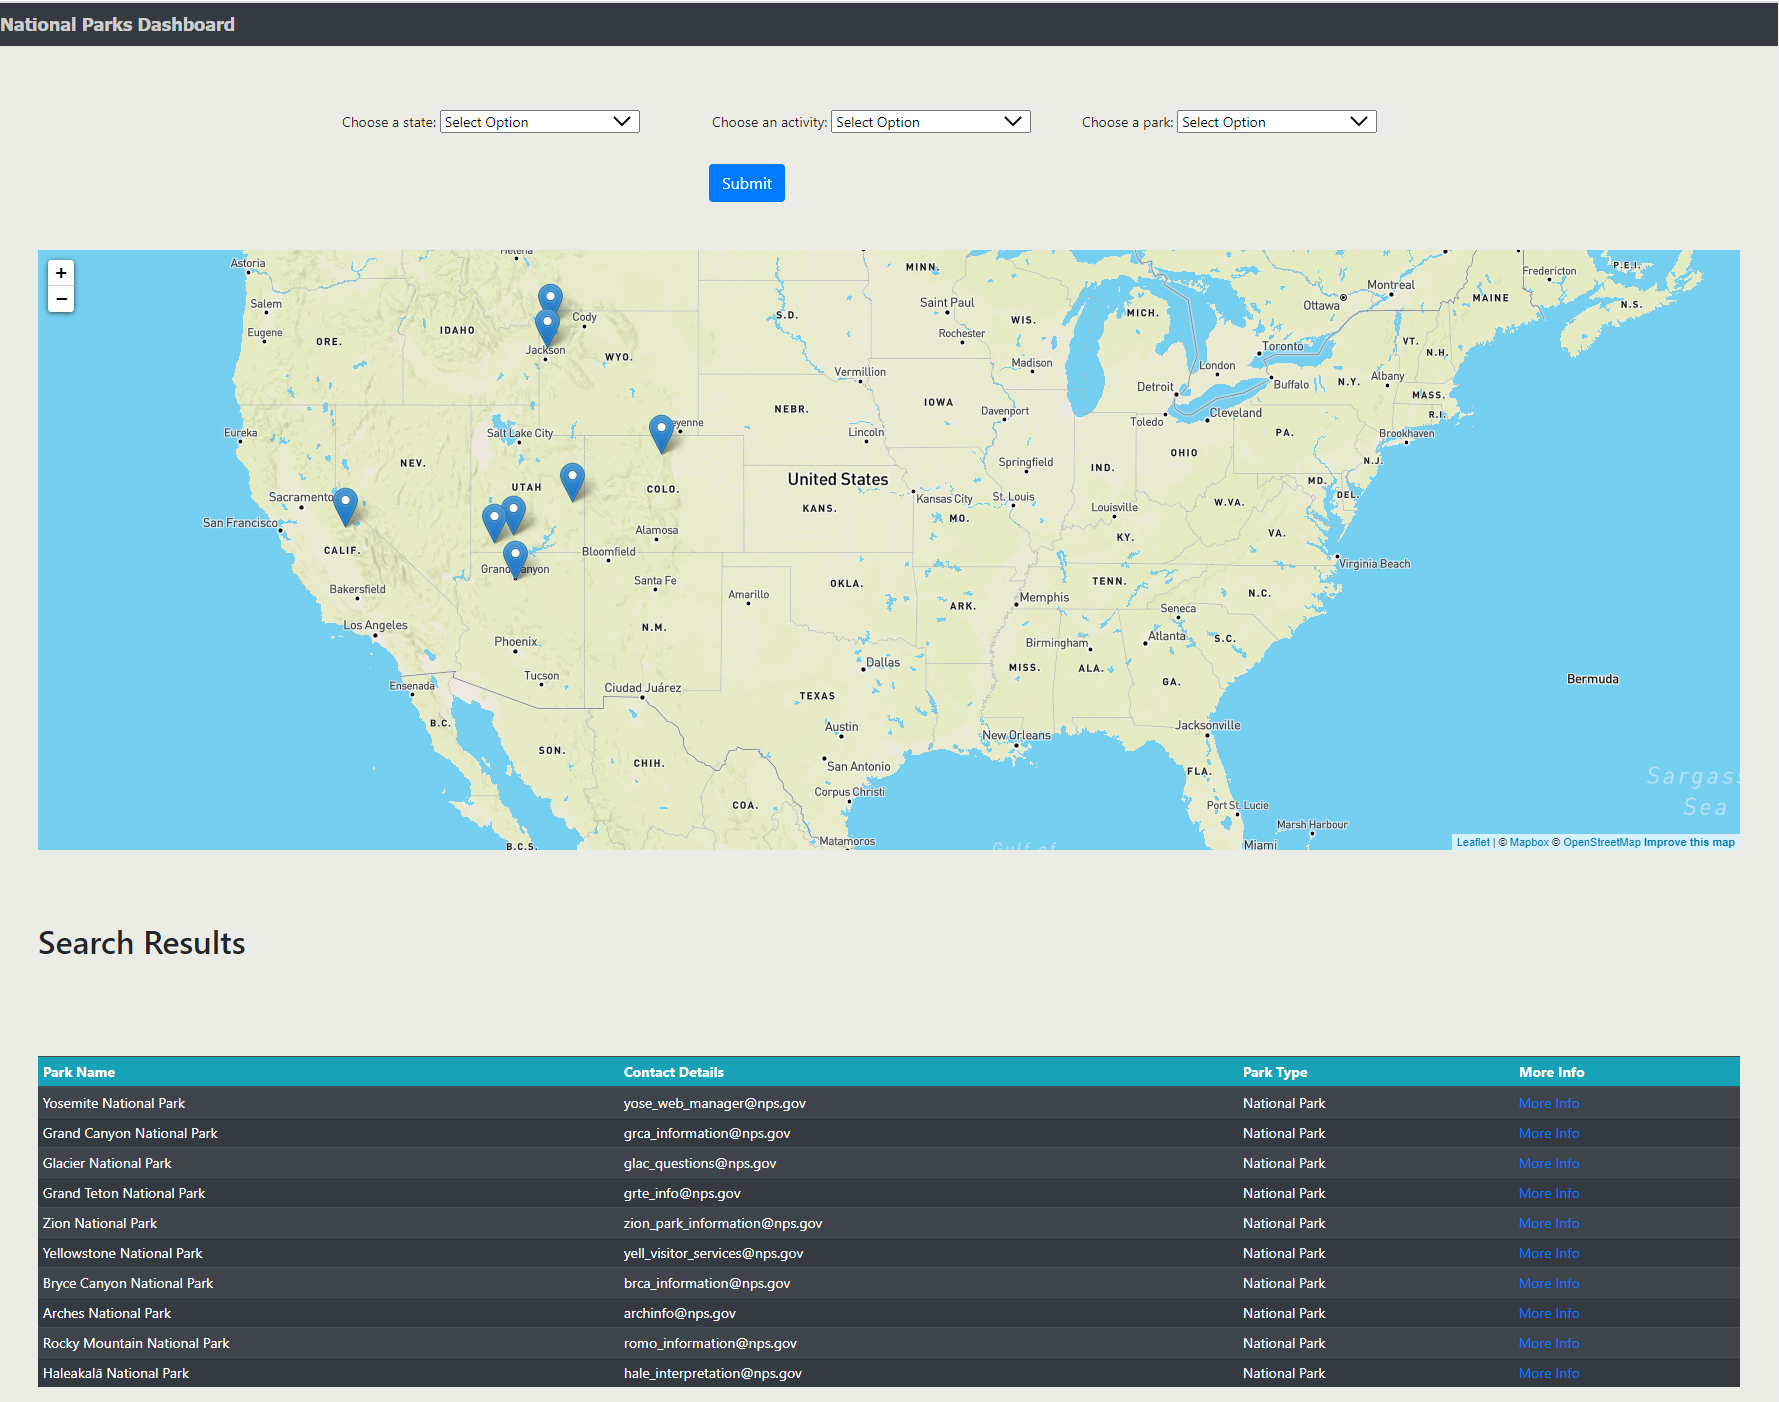 National Parks Dashboard
Choose a state: Select Option Choose an activity: Select Option Choose a park: Select Option
Submit
+
−
Helena
Astoria
MINN.
P.E.I.
Fredericton
Montreal
MAINE
Salem
Cody
Saint Paul
Ottawa
N.S.
S.D.
MICH.
WIS.
Eugene
IDAHO
ORE.
Rochester
VT.
Toronto
N.H.
Jackson
WYO.
Madison
London
Vermillion
Detroit
Buffalo
N.Y.
Albany
MASS.
IOWA
NEBR.
Davenport
Toledo
Cleveland
R.I.
eyenne
Eureka
Salt Lake City
Lincoln
PA.
Brookhaven
NEV.
OHIO
Springfield
IND.
N.J.
United States
UTAH
COLO.
MD.
DEL.
Sacramento
Kansas City
St. Louis
W.VA.
KANS.
Louisville
MO.
San Francisco
Alamosa
KY.
VA.
CALIF.
Bloomfield
Virginia Beach
Grand Canyon
Santa Fe
OKLA.
TENN.
Bakersfield
Amarillo
Memphis
N.C.
ARK.
Seneca
Los Angeles
N.M.
Atlanta
S.C.
Phoenix
Birmingham
Dallas
MISS.
ALA.
Tucson
GA.
Bermuda
Ensenada
Ciudad Juárez
TEXAS
B.C.
Austin
Jacksonville
New Orleans
SON.
CHIH.
San Antonio
FLA.
Sargass
Corpus Christi
COA.
Port St. Lucie
Sea
Marsh Harbour
Matamoros
B.C.S.
Gulf of
Miami
Leaflet | © Mapbox © OpenStreetMap Improve this map
Search Results
Park Name Contact Details Park Type More Info
Yosemite National Park yose_web_manager@nps.gov National Park More Info
Grand Canyon National Park grca_information@nps.gov National Park More Info
Glacier National Park glac_questions@nps.gov National Park More Info
Grand Teton National Park grte_info@nps.gov National Park More Info
Zion National Park zion_park_information@nps.gov National Park More Info
Yellowstone National Park yell_visitor_services@nps.gov National Park More Info
Bryce Canyon National Park brca_information@nps.gov National Park More Info
Arches National Park archinfo@nps.gov National Park More Info
Rocky Mountain National Park romo_information@nps.gov National Park More Info
Haleakalā National Park hale_interpretation@nps.gov National Park More Info